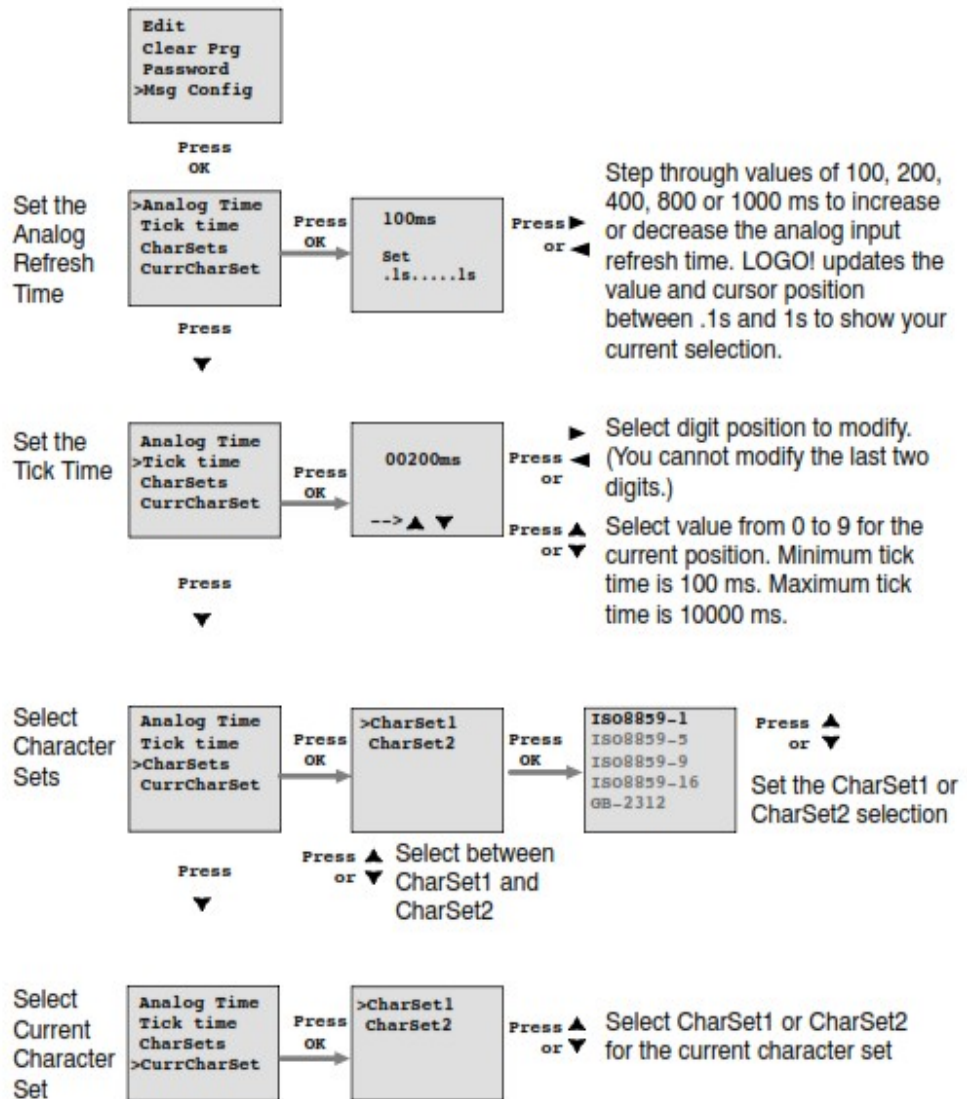 Edit
Clear Prg
Password
>Msg Config
Press
OK
Set the
Analog
Refresh
Time
>Analog Time
Tick time
CharSets
CurrCharSet
Press
OK
100ms
Set
.1s.....1s
Press ►
or ◄
Step through values of 100, 200,
400, 800 or 1000 ms to increase
or decrease the analog input
refresh time. LOGO! updates the
value and cursor position
between .1s and 1s to show your
current selection.
Press
▼
Set the
Tick Time
Analog Time
>Tick time
CharSets
CurrCharSet
Press
OK
00200ms
--> ▲ ▼
►
Press ◄
or
Select digit position to modify.
(You cannot modify the last two
digits.)
Press ▲
or ▼
Select value from 0 to 9 for the
current position. Minimum tick
time is 100 ms. Maximum tick
time is 10000 ms.
Press
▼
Select
Character
Sets
Analog Time
Tick time
>CharSets
CurrCharSet
Press
OK
>CharSet1
CharSet2
Press
OK
ISO8859-1
ISO8859-5
ISO8859-9
ISO8859-16
GB-2312
Press ▲
or ▼
Set the CharSet1 or
CharSet2 selection
Press ▲
or ▼
Select between
CharSet1 and
CharSet2
Press
▼
Select
Current
Character
Set
Analog Time
Tick time
CharSets
>CurrCharSet
Press
OK
>CharSet1
CharSet2
Press ▲
or ▼
Select CharSet1 or CharSet2
for the current character set